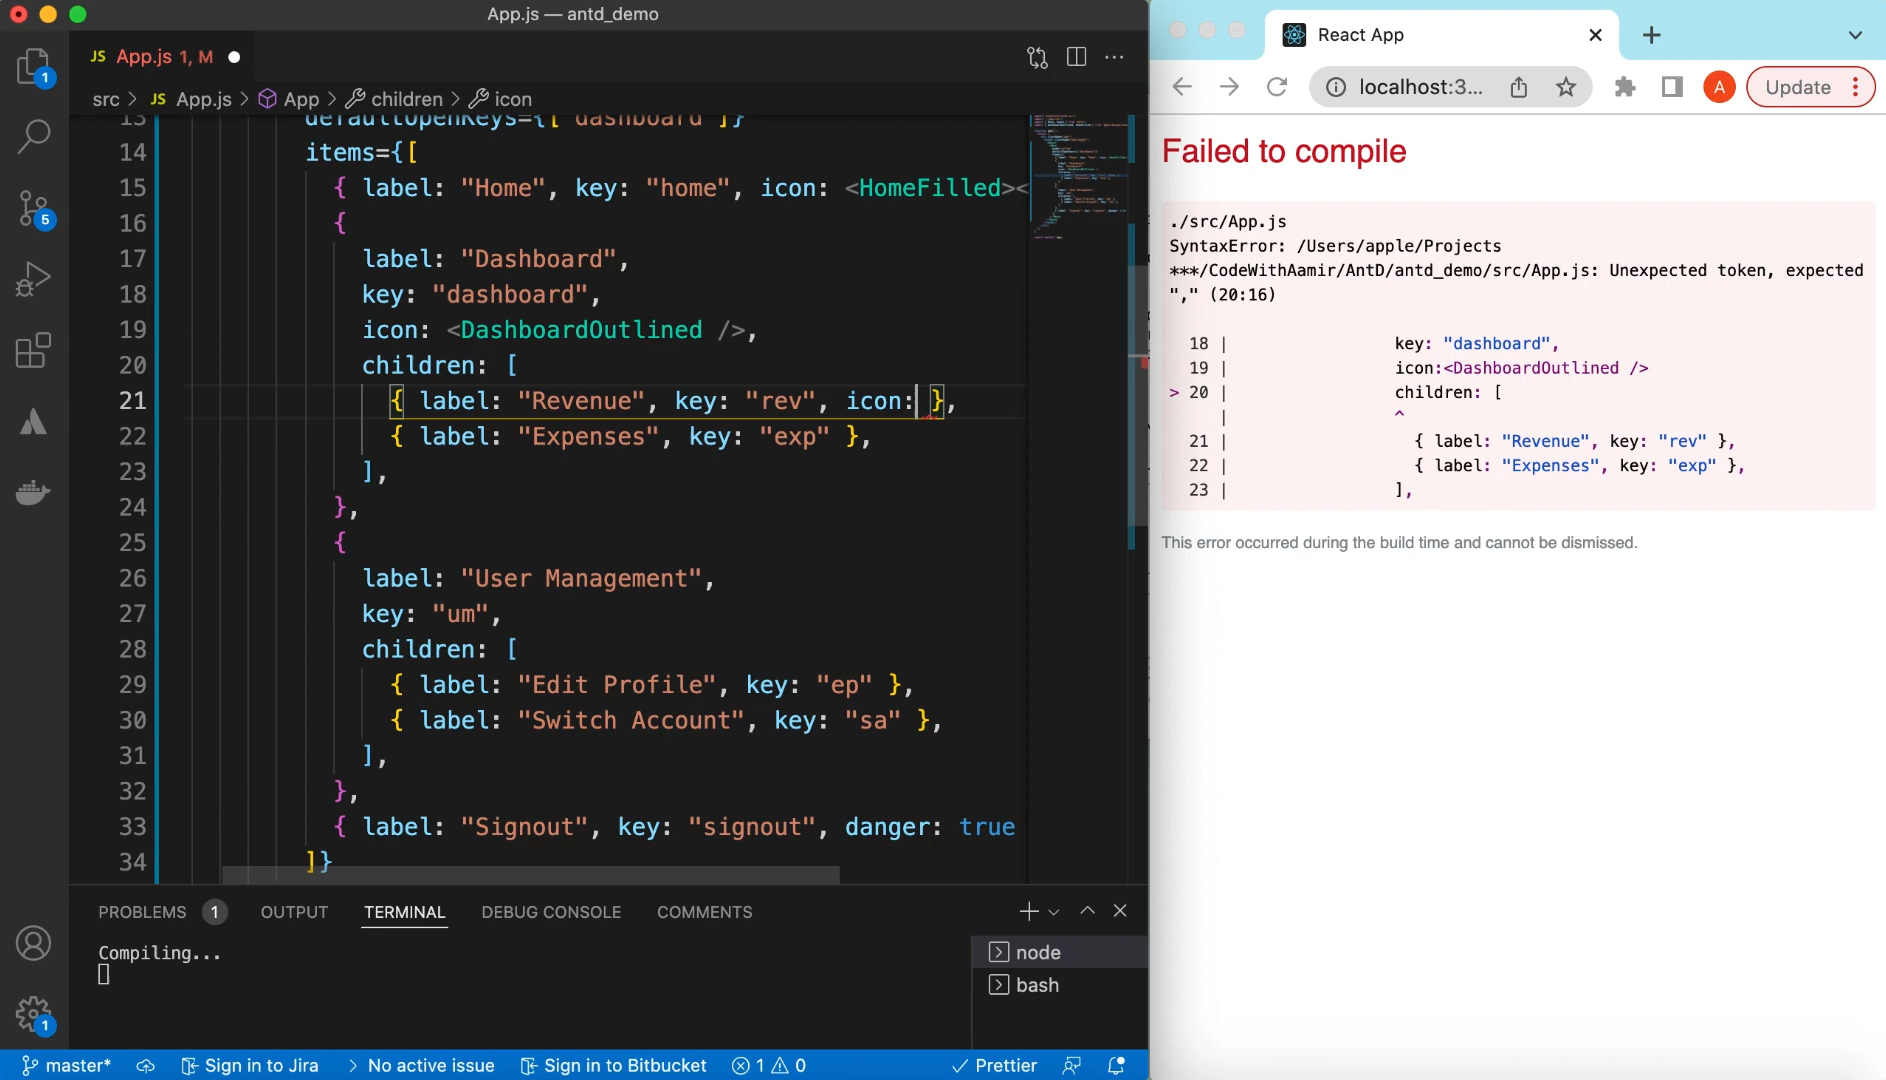 App.js — antd_demo
JS App.js 1, M
src > JS App.js > App > children > icon
13 defaultOpenKeys={["dashboard"]}
14 items={[
15 { label: "Home", key: "home", icon: <HomeFilled><
16 {
17 label: "Dashboard",
18 key: "dashboard",
19 icon: <DashboardOutlined />,
20 children: [
21 { label: "Revenue", key: "rev", icon: },
22 { label: "Expenses", key: "exp" },
23 ],
24 },
25 {
26 label: "User Management",
27 key: "um",
28 children: [
29 { label: "Edit Profile", key: "ep" },
30 { label: "Switch Account", key: "sa" },
31 ],
32 },
33 { label: "Signout", key: "signout", danger: true
34 ]}
1
5
1
PROBLEMS 1 OUTPUT TERMINAL DEBUG CONSOLE COMMENTS
Compiling...
node
bash
master* Sign in to Jira > No active issue Sign in to Bitbucket 1 0 Prettier
React App
localhost:3... A Update
Failed to compile
./src/App.js
SyntaxError: /Users/apple/Projects
***/CodeWithAamir/AntD/antd_demo/src/App.js: Unexpected token, expected
"," (20:16)
18 | key: "dashboard",
19 | icon:<DashboardOutlined />
> 20 | children: [
| ^
21 | { label: "Revenue", key: "rev" },
22 | { label: "Expenses", key: "exp" },
23 | ],
This error occurred during the build time and cannot be dismissed.